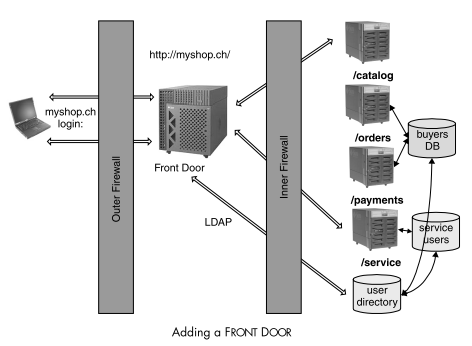 http://myshop.ch/
myshop.ch
login:
Outer Firewall
Front Door
LDAP
Inner Firewall
/catalog
/orders
/payments
/service
buyers
DB
service
users
user
directory
Adding a FRONT DOOR